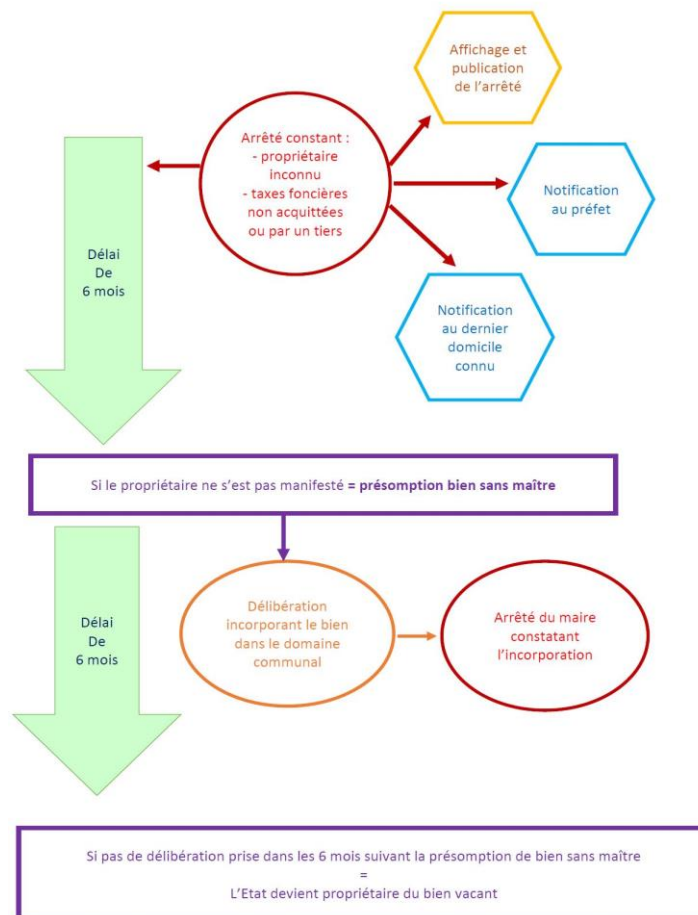 Affichage et
publication
de l’arrêté
Arrêté constant :
- propriétaire
inconnu
- taxes foncières
non acquittées
ou par un tiers
Notification
au préfet
Délai
De
6 mois
Notification
au dernier
domicile
connu
Si le propriétaire ne s’est pas manifesté = présomption bien sans maître
Délai
De
6 mois
Délibération
incorporant le bien
dans le domaine
communal
Arrêté du maire
constatant
l’incorporation
Si pas de délibération prise dans les 6 mois suivant la présomption de bien sans maître
=
L’Etat devient propriétaire du bien vacant